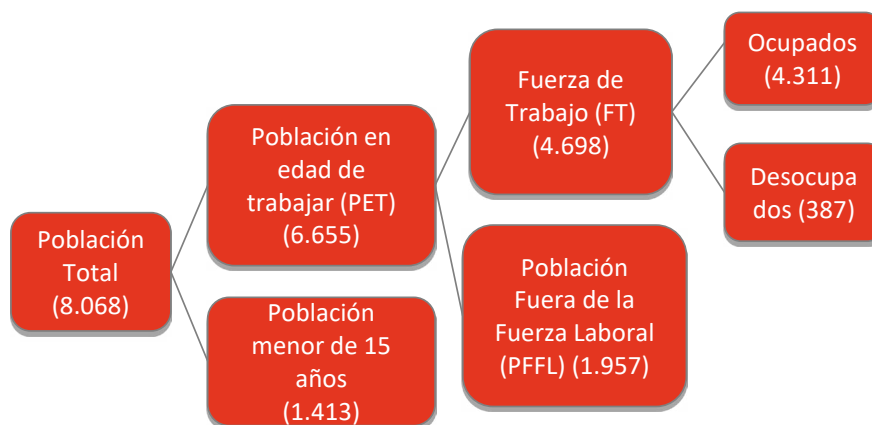 Población
Total
(8.068)
Población en
edad de
trabajar (PET)
(6.655)
Población
menor de 15
años
(1.413)
Fuerza de
Trabajo (FT)
(4.698)
Población
Fuera de la
Fuerza Laboral
(PFFL) (1.957)
Ocupados
(4.311)
Desocupa
dos (387)